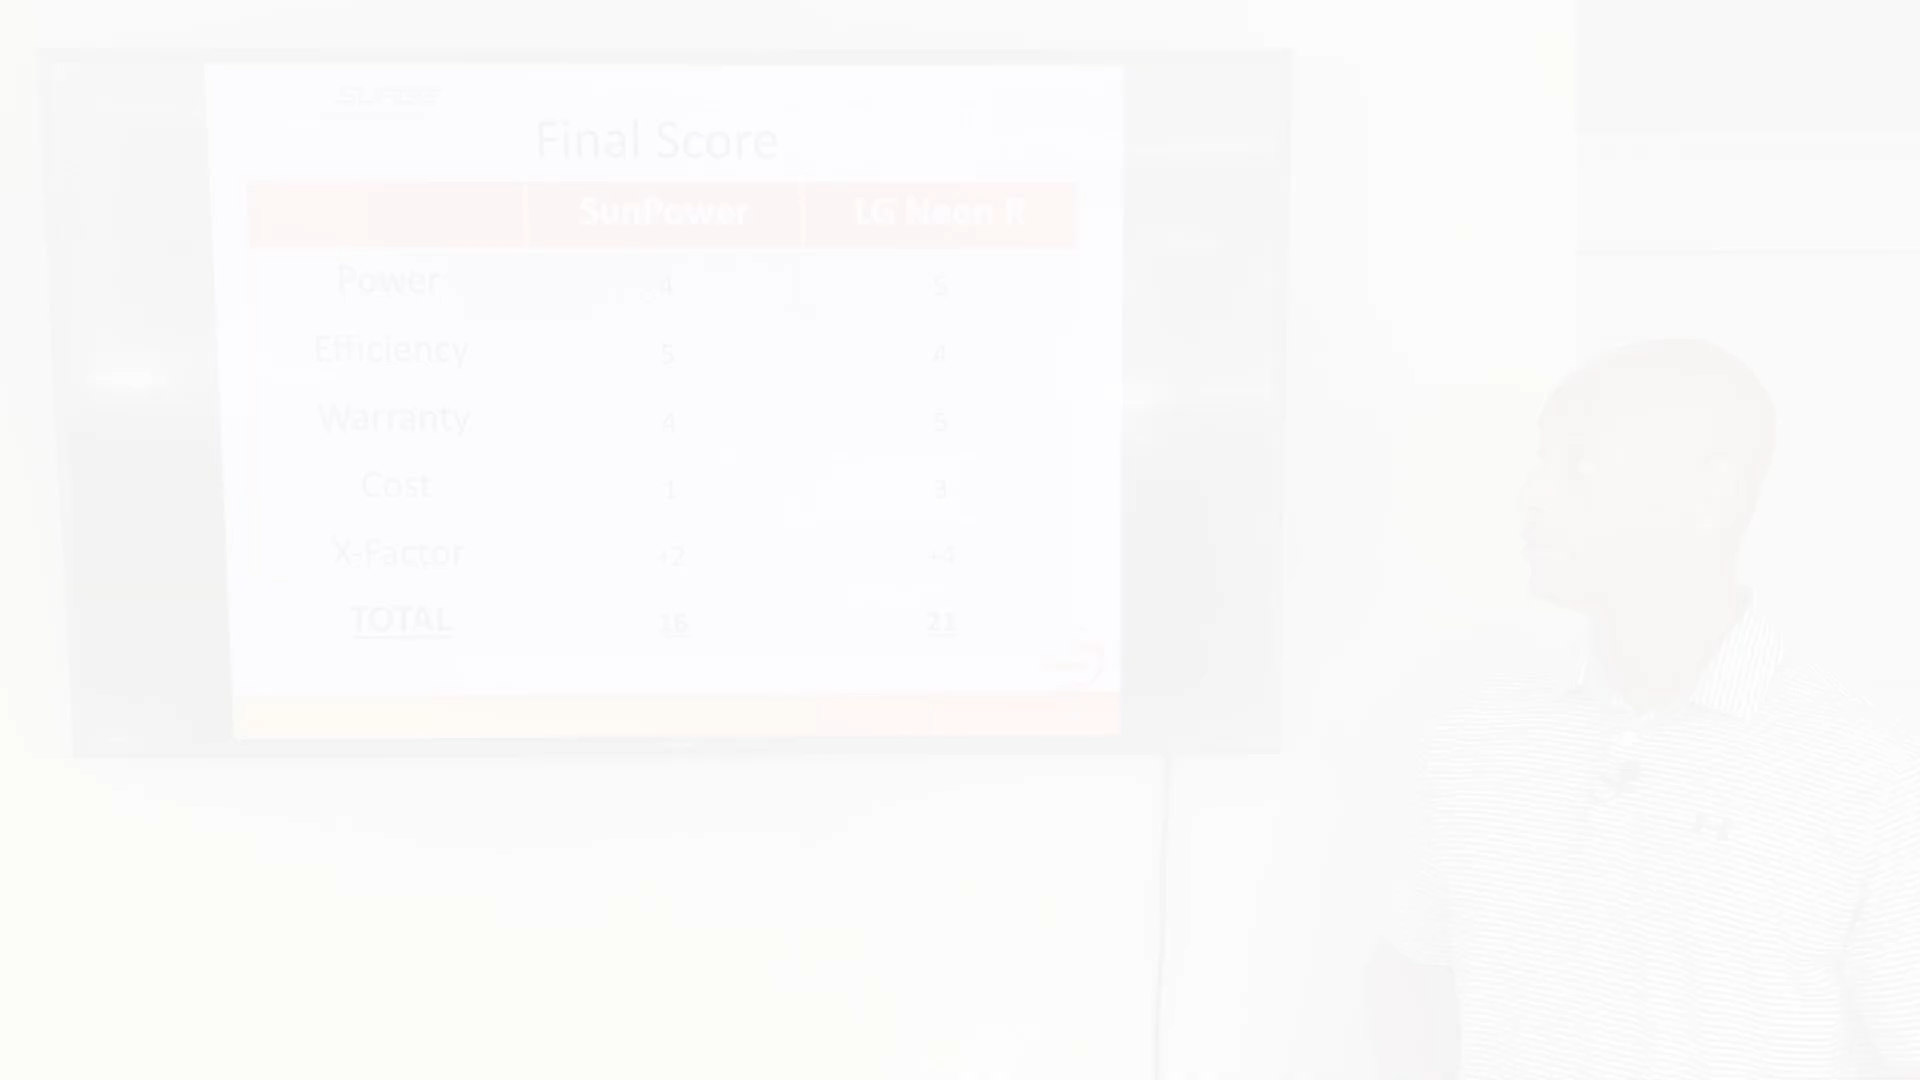 SURGE
Final Score
SunPower LG Neon R
Power 4 5
Efficiency 5 4
Warranty 4 5
Cost 1 3
X-Factor +2 +4
TOTAL 16 21